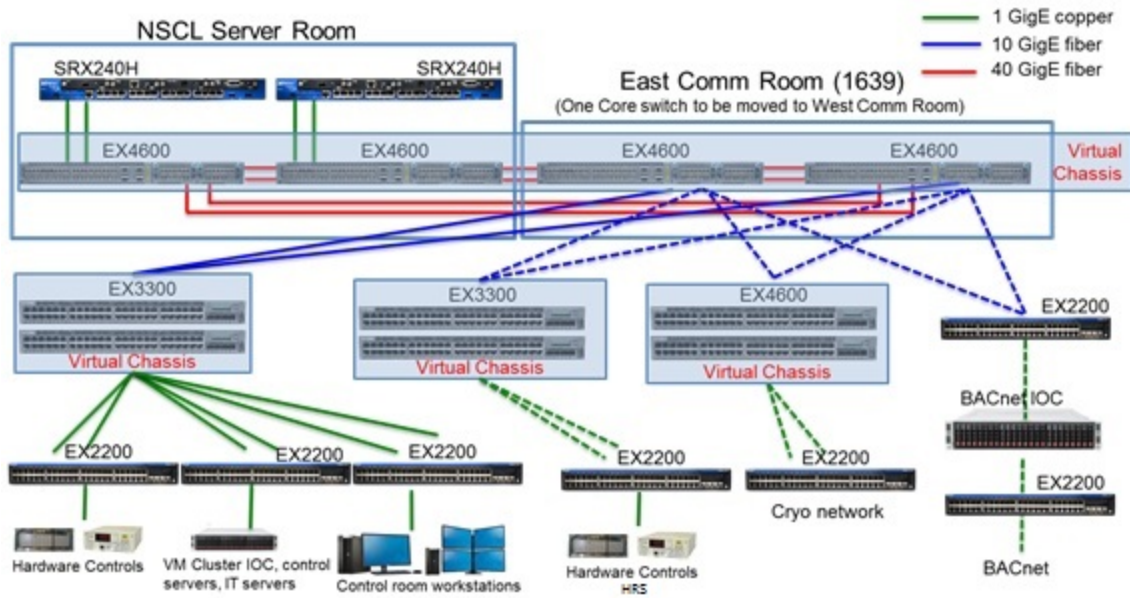 NSCL Server Room
1 GigE copper
10 GigE fiber
40 GigE fiber
SRX240H
SRX240H
East Comm Room (1639)
(One Core switch to be moved to West Comm Room)
EX4600
EX4600
EX4600
EX4600
Virtual
Chassis
EX3300
Virtual Chassis
EX3300
Virtual Chassis
EX4600
Virtual Chassis
EX2200
BACnet IOC
EX2200
BACnet
EX2200
EX2200
EX2200
EX2200
EX2200
Cryo network
Hardware Controls
VM Cluster IOC, control
servers, IT servers
Control room workstations
Hardware Controls
HRS